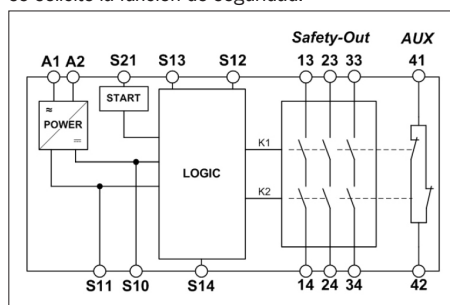 se solicite la función de seguridad.
Safety-Out AUX
A1 A2 S21 S13 S12 13 23 33 41
START
POWER
LOGIC
K1
K2
S11 S10 S14 14 24 34 42